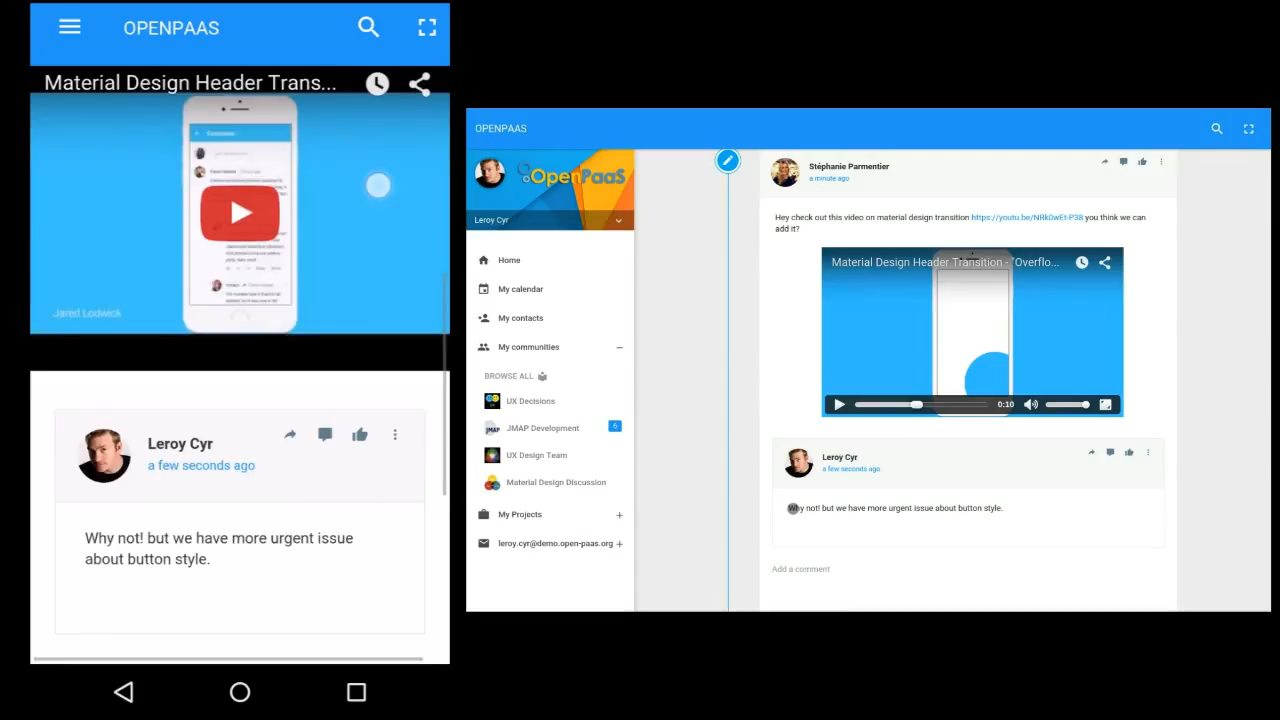 OPENPAAS
Material Design Header Trans...
Comments
Jared Lodwick
Leroy Cyr
a few seconds ago
Why not! but we have more urgent issue
about button style.
OPENPAAS
OpenPaaS
Leroy Cyr
Home
My calendar
My contacts
My communities
BROWSE ALL
UX Decisions
JMAP
JMAP Development
6
UX Design Team
Material Design Discussion
My Projects
leroy.cyr@demo.open-paas.org
Stéphanie Parmentier
a minute ago
Hey check out this video on material design transition https://youtu.be/NRkOwEt-P38 you think we can
add it?
Material Design Header Transition - "Overflo...
0:10
Leroy Cyr
a few seconds ago
Why not! but we have more urgent issue about button style.
Add a comment